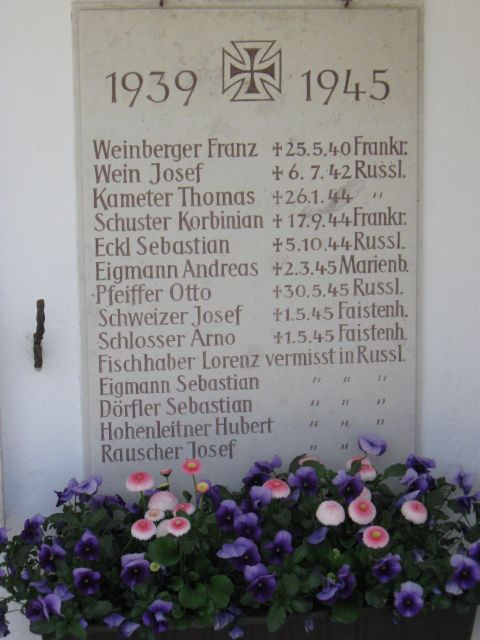 1939 1945
Weinberger Franz ✝25.5.40 Frankr.
Wein Josef ✝6.7.42 Russl.
Kameter Thomas ✝26.1.44 〃
Schuster Korbinian ✝17.9.44 Frankr.
Eckl Sebastian ✝5.10.44 Russl.
Eigmann Andreas ✝2.3.45 Marienb.
Pfeiffer Otto ✝30.5.45 Russl.
Schweizer Josef ✝1.5.45 Faistenh.
Schlosser Arno ✝1.5.45 Faistenh.
Fischhaber Lorenz vermisst in Russl.
Eigmann Sebastian 〃 〃 〃
Dörfler Sebastian 〃 〃 〃
Hohenleitner Hubert 〃 〃 〃
Rauscher Josef 〃 〃 〃